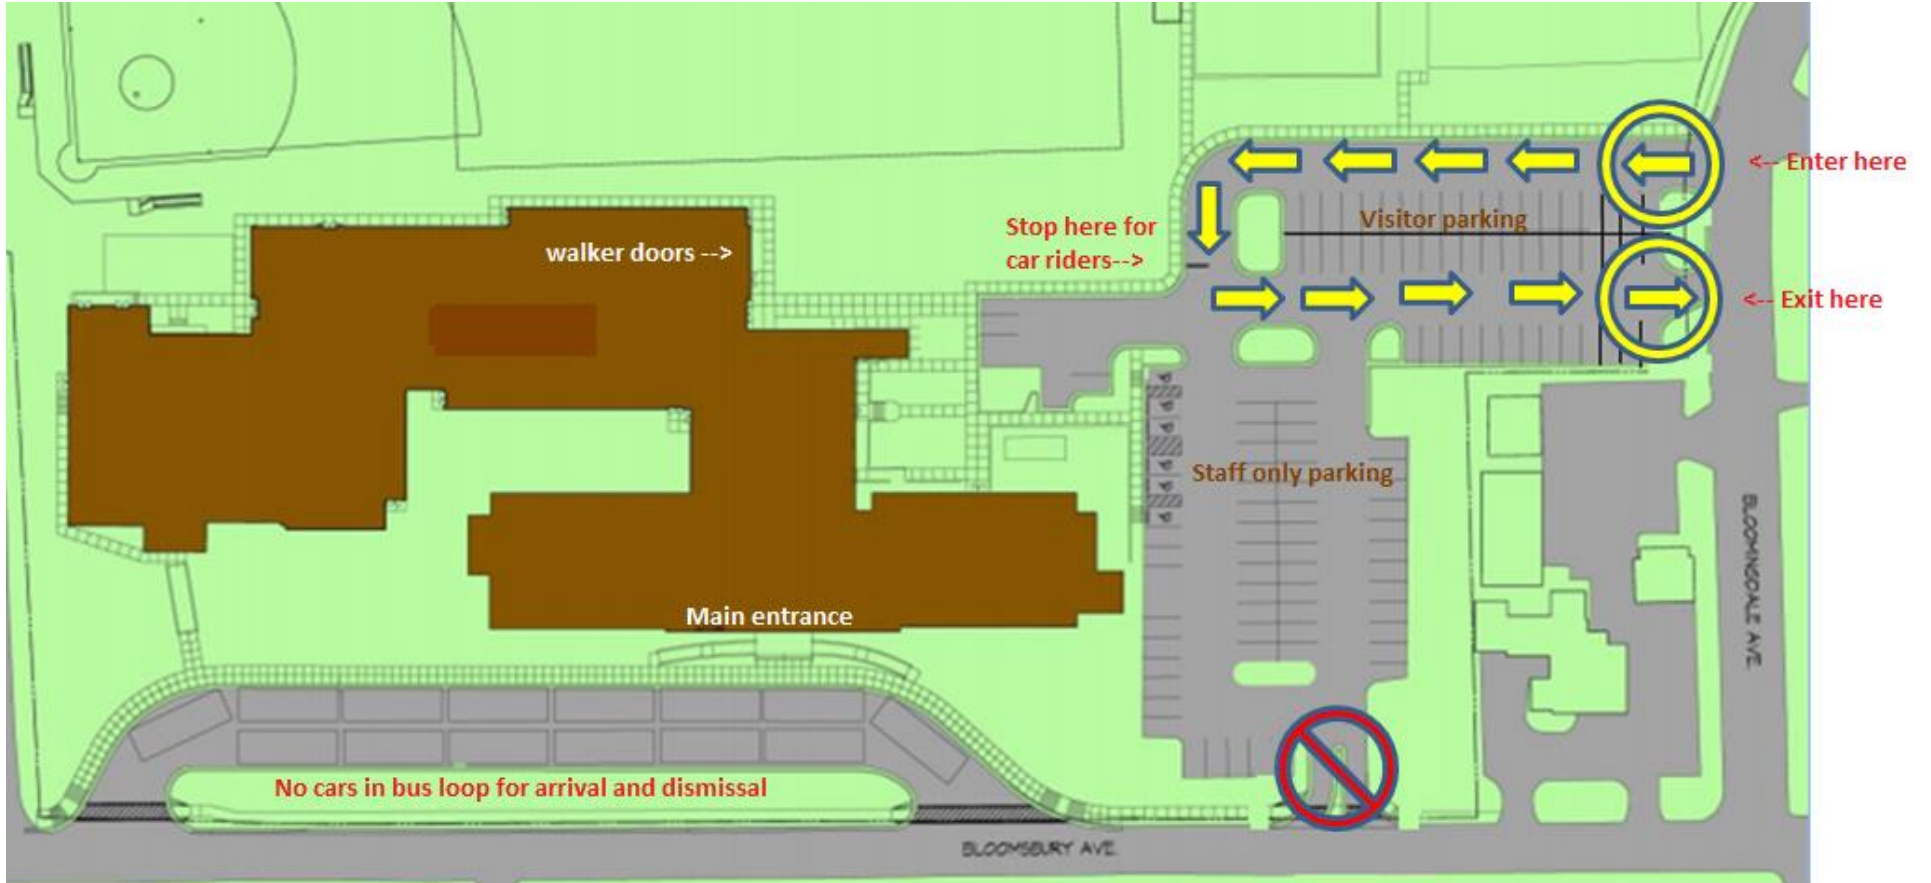 <-- Enter here
Visitor parking
Stop here for
car riders-->
walker doors -->
<-- Exit here
Staff only parking
BLOOMINGDALE AVE.
Main entrance
No cars in bus loop for arrival and dismissal
BLOOMSBURY AVE.